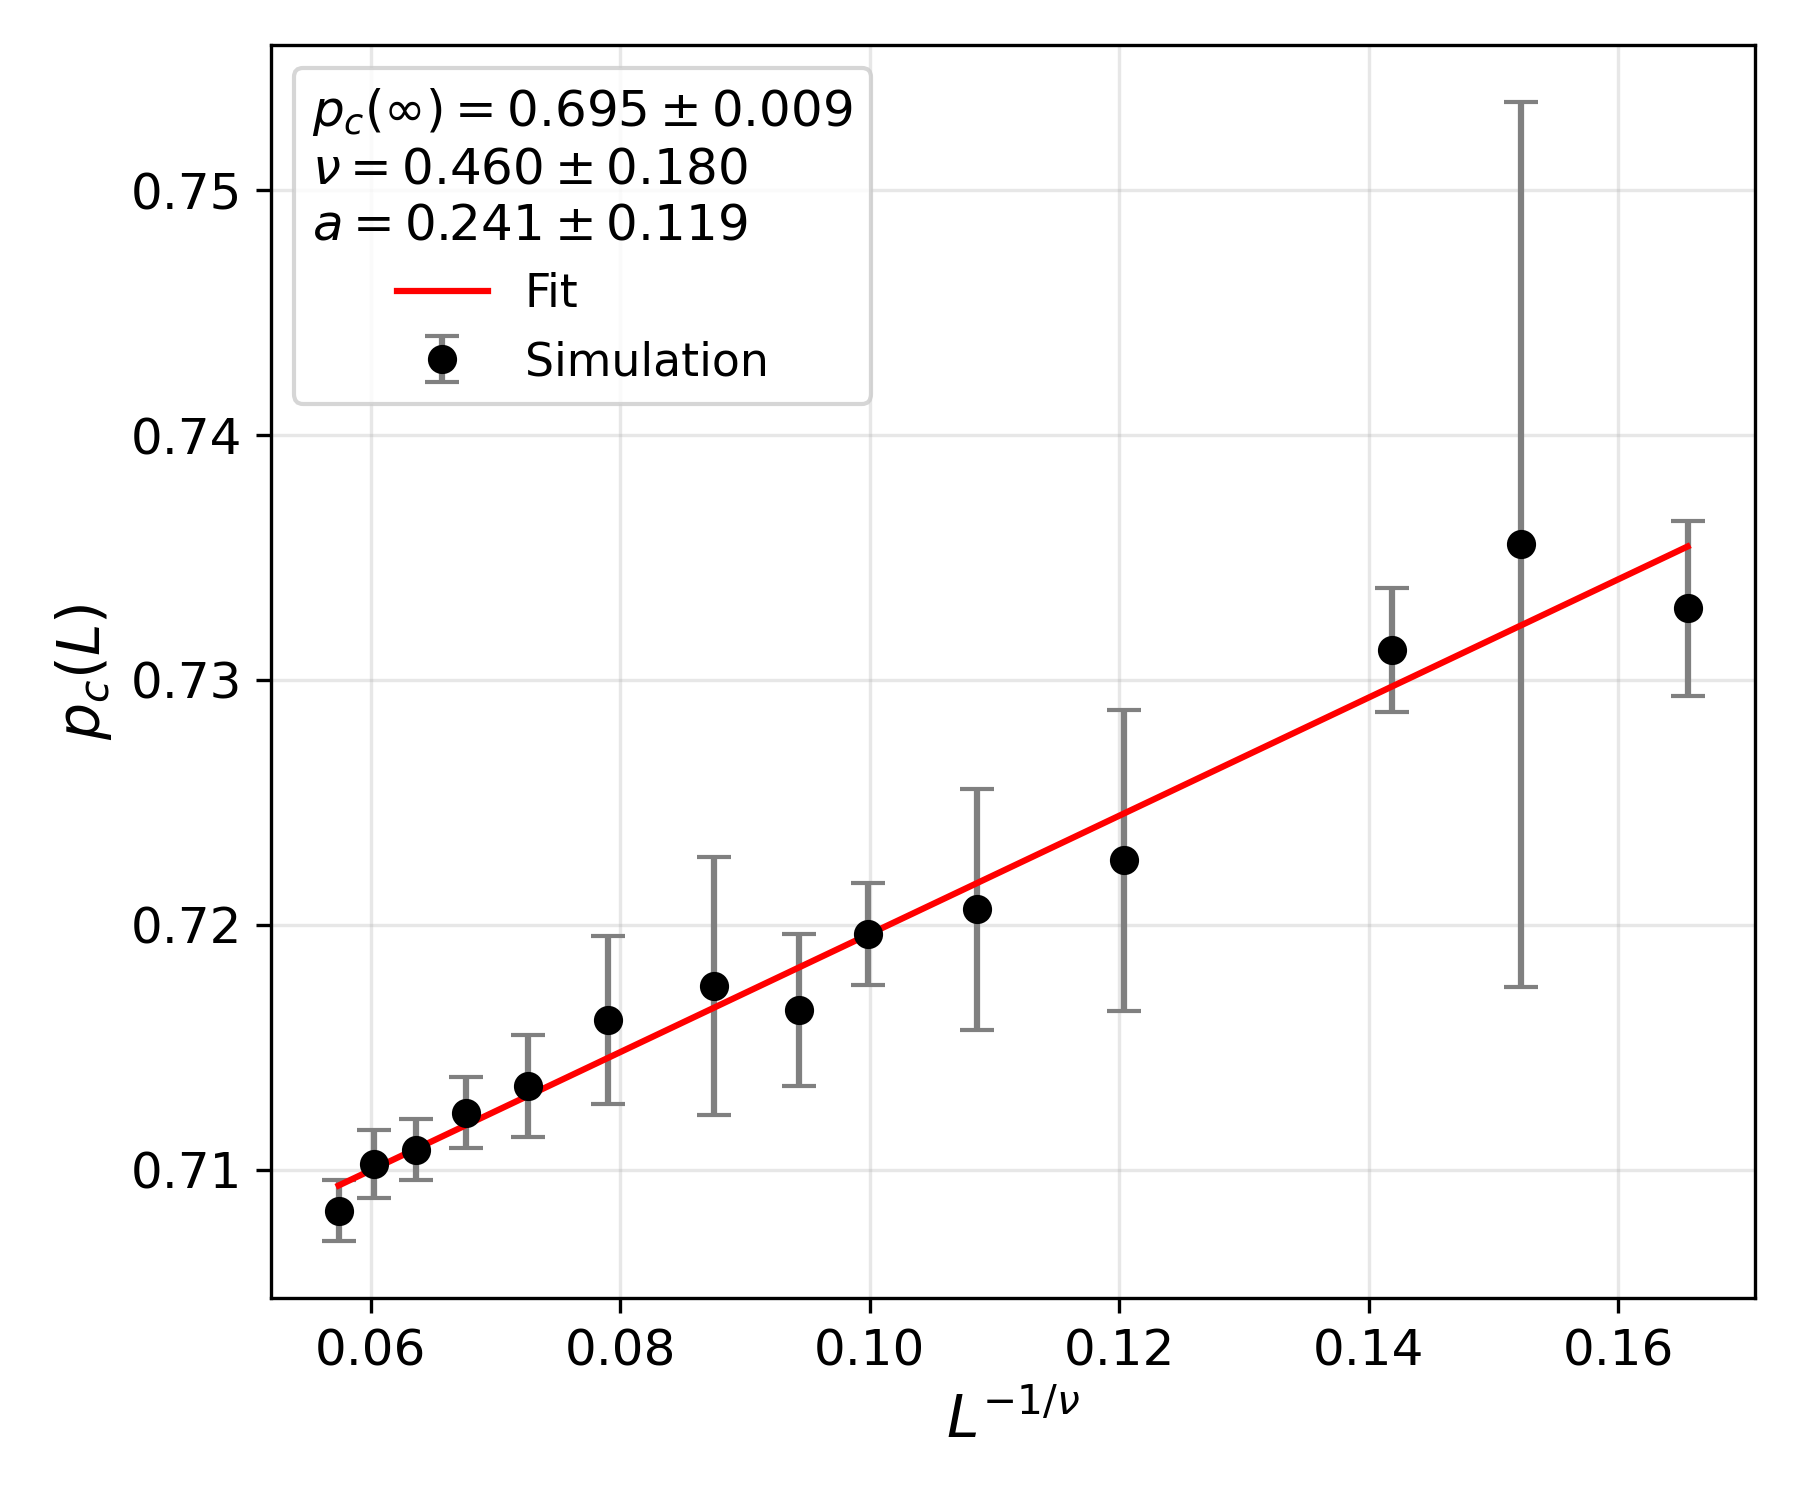 p_c(∞) = 0.695 ± 0.009
ν = 0.460 ± 0.180
a = 0.241 ± 0.119
Fit
Simulation
0.75
0.74
0.73
0.72
0.71
p_c(L)
0.06 0.08 0.10 0.12 0.14 0.16
L^{-1/ν}